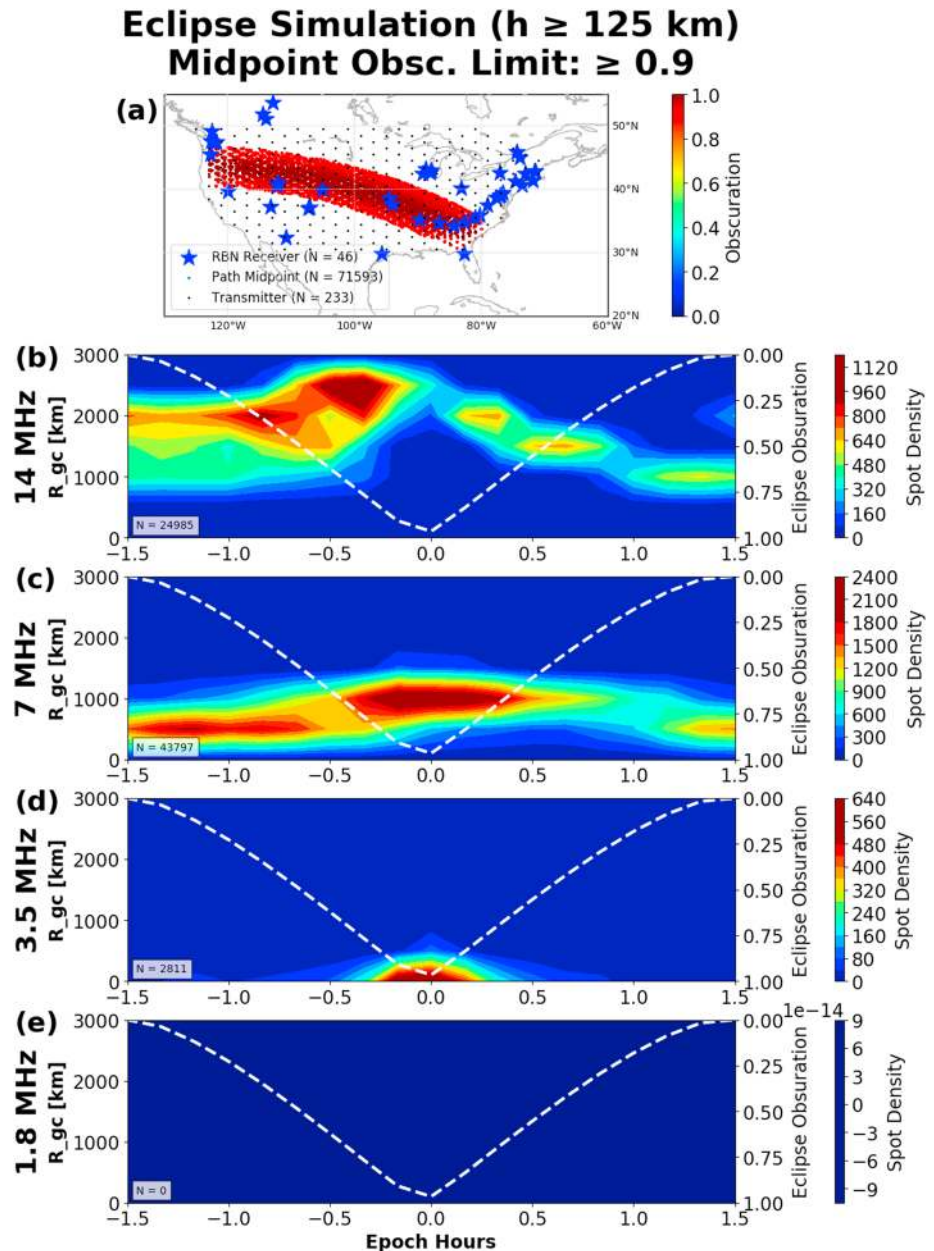 Eclipse Simulation (h ≥ 125 km)
Midpoint Obsc. Limit: ≥ 0.9
(a)
50°N
40°N
30°N
20°N
120°W
100°W
80°W
60°W
RBN Receiver (N = 46)
Path Midpoint (N = 71593)
Transmitter (N = 233)
1.0
0.8
0.6
0.4
0.2
0.0
Obscuration
(b)
14 MHz
R_gc [km]
3000
2000
1000
0
N = 24985
−1.5
−1.0
−0.5
0.0
0.5
1.0
1.5
0.00
0.25
0.50
0.75
1.00
Eclipse Obsuration
1120
960
800
640
480
320
160
0
Spot Density
(c)
7 MHz
R_gc [km]
3000
2000
1000
0
N = 43797
−1.5
−1.0
−0.5
0.0
0.5
1.0
1.5
0.00
0.25
0.50
0.75
1.00
Eclipse Obsuration
2400
2100
1800
1500
1200
900
600
300
0
Spot Density
(d)
3.5 MHz
R_gc [km]
3000
2000
1000
0
N = 2811
−1.5
−1.0
−0.5
0.0
0.5
1.0
1.5
0.00
0.25
0.50
0.75
1.00
Eclipse Obsuration
640
560
480
400
320
240
160
80
0
Spot Density
(e)
1.8 MHz
R_gc [km]
3000
2000
1000
0
N = 0
−1.5
−1.0
−0.5
0.0
0.5
1.0
1.5
Epoch Hours
0.00
0.25
0.50
0.75
1.00
Eclipse Obsuration
1e−14
9
6
3
0
−3
−6
−9
Spot Density